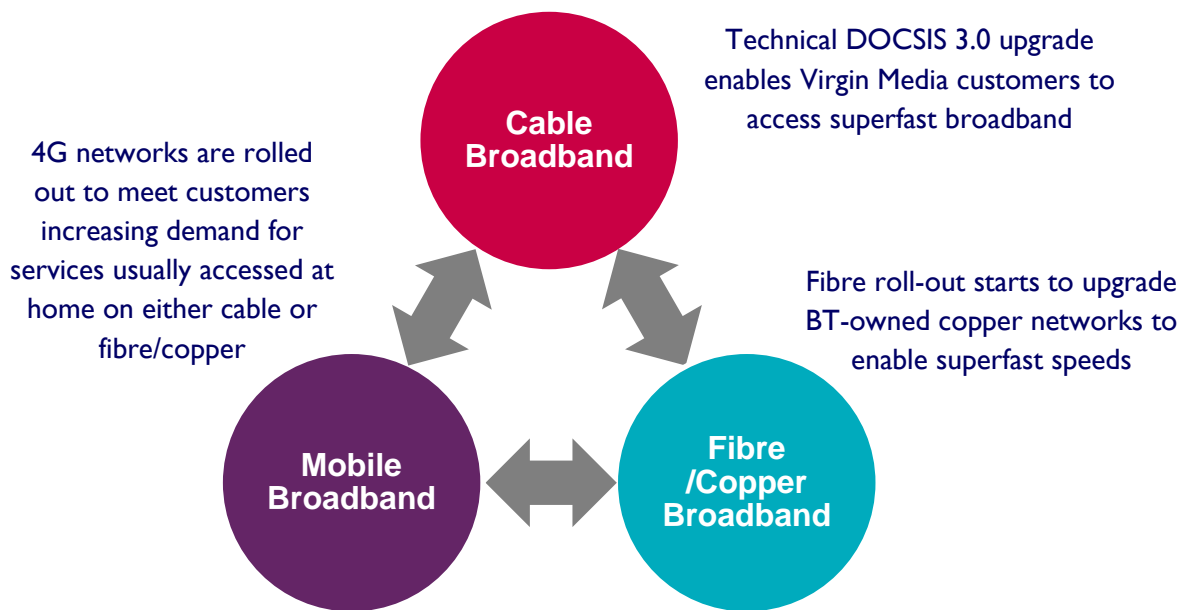 Technical DOCSIS 3.0 upgrade
enables Virgin Media customers to
access superfast broadband
Cable
Broadband
4G networks are rolled
out to meet customers
increasing demand for
services usually accessed at
home on either cable or
fibre/copper
Fibre roll-out starts to upgrade
BT-owned copper networks to
enable superfast speeds
Mobile
Broadband
Fibre
/Copper
Broadband